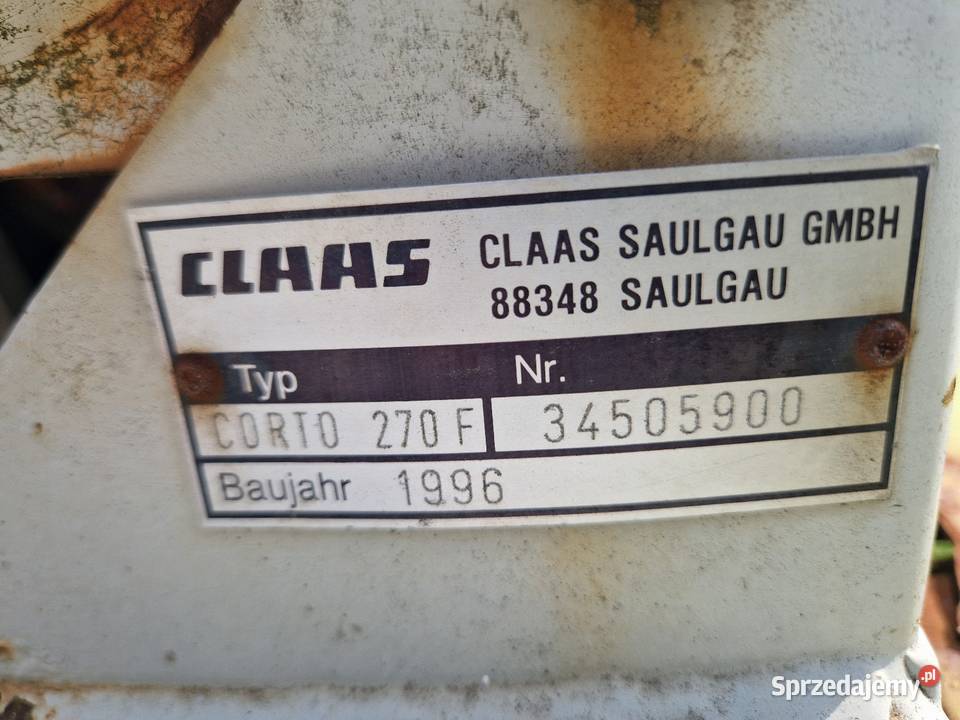 CLAAS
CLAAS SAULGAU GMBH
88348 SAULGAU
Typ Nr.
CORTO 270 F 34505900
Baujahr 1996
Sprzedajemy.pl